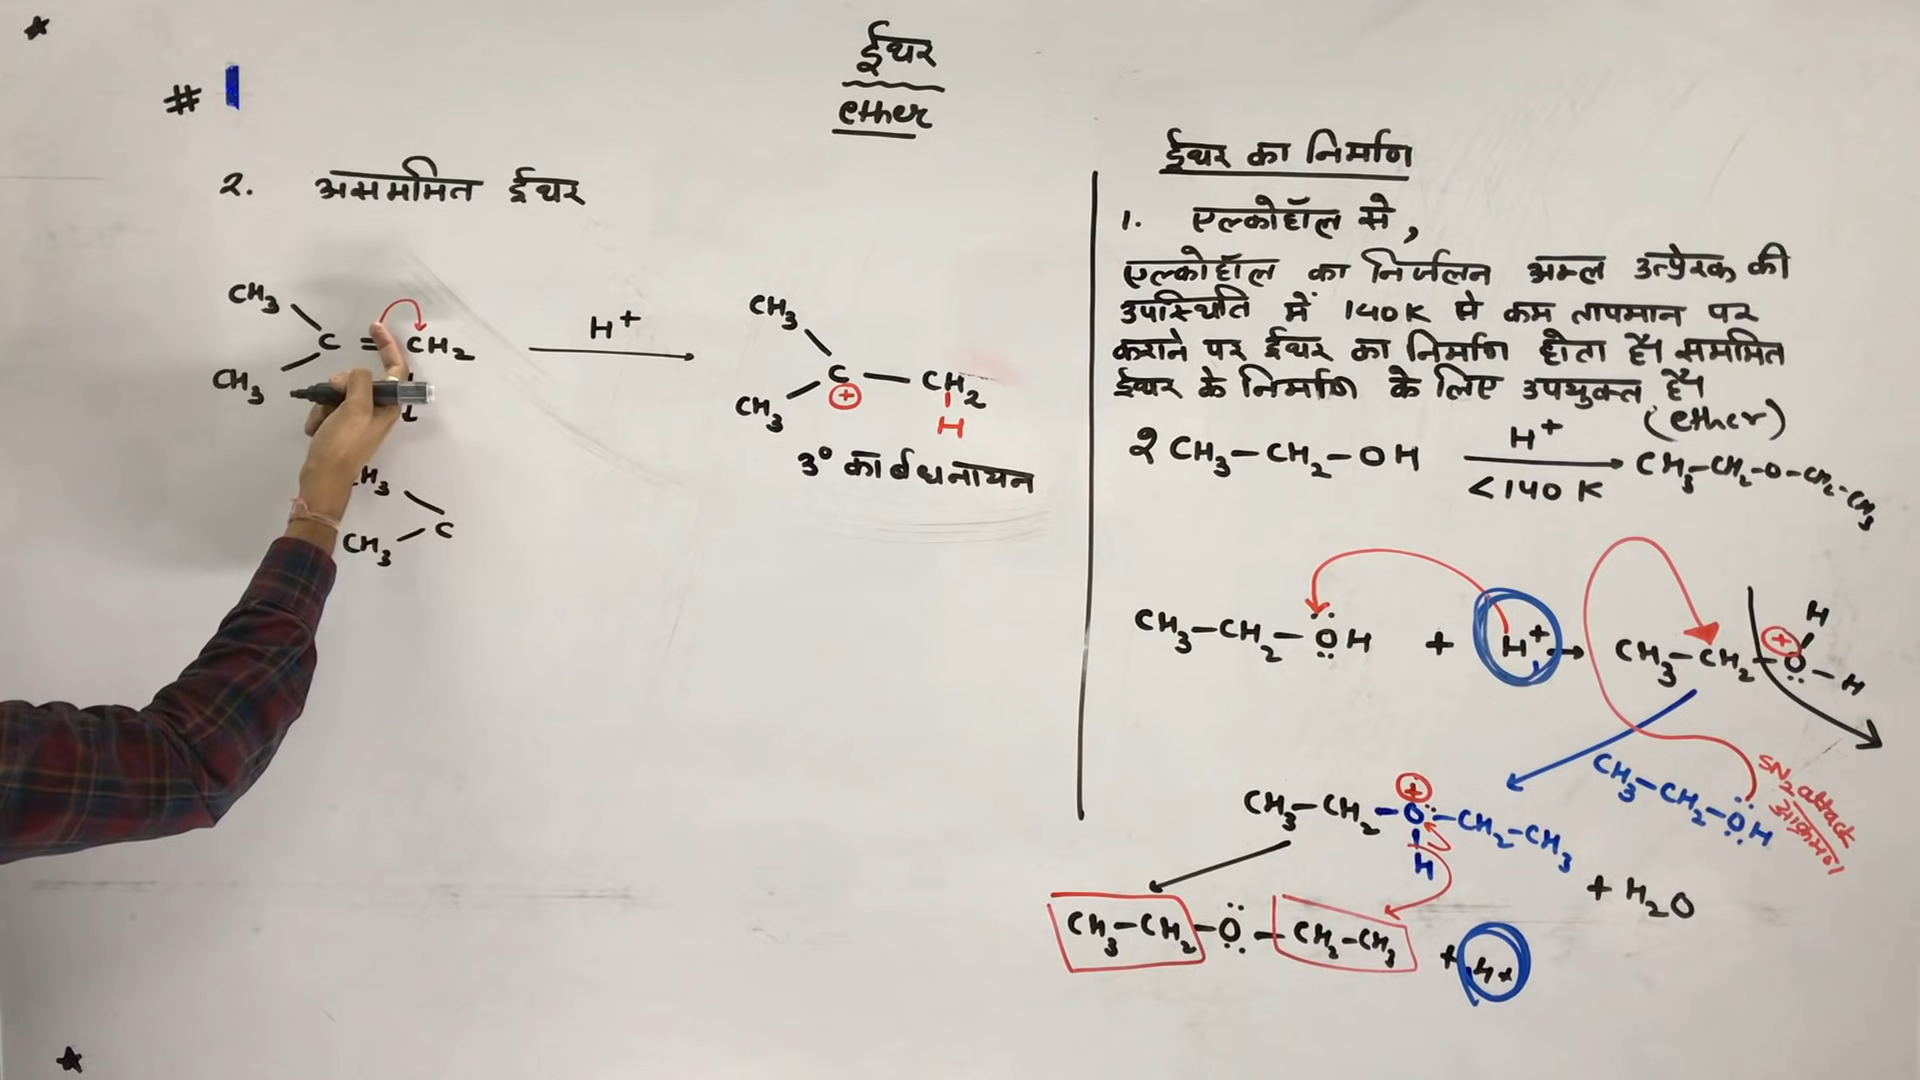 ईथर
ether
# 1
2. असममित ईथर
CH3
C = CH2
CH3
H+
CH3
C — CH2
⊕
H
CH3
3° कार्बधनायन
CH3
C
CH3
ईथर का निर्माण
1. एल्कोहॉल से,
एल्कोहॉल का निर्जलन अम्ल उत्प्रेरक की
उपस्थिति में 140K से कम तापमान पर
कराने पर ईथर का निर्माण होता है। सममित
ईथर के निर्माण के लिए उपयुक्त है।
(ether)
2 CH3–CH2–OH
H+
<140 K
CH3–CH2–O–CH2–CH3
CH3–CH2–ÖH + H+ → CH3–CH2–O–H
⊕
H
CH3–CH2–ÖH
SN2 attack
आक्रमण
CH3–CH2–O–CH2–CH3
⊕
H
+ H2O
CH3–CH2–Ö–CH2–CH3 + H+